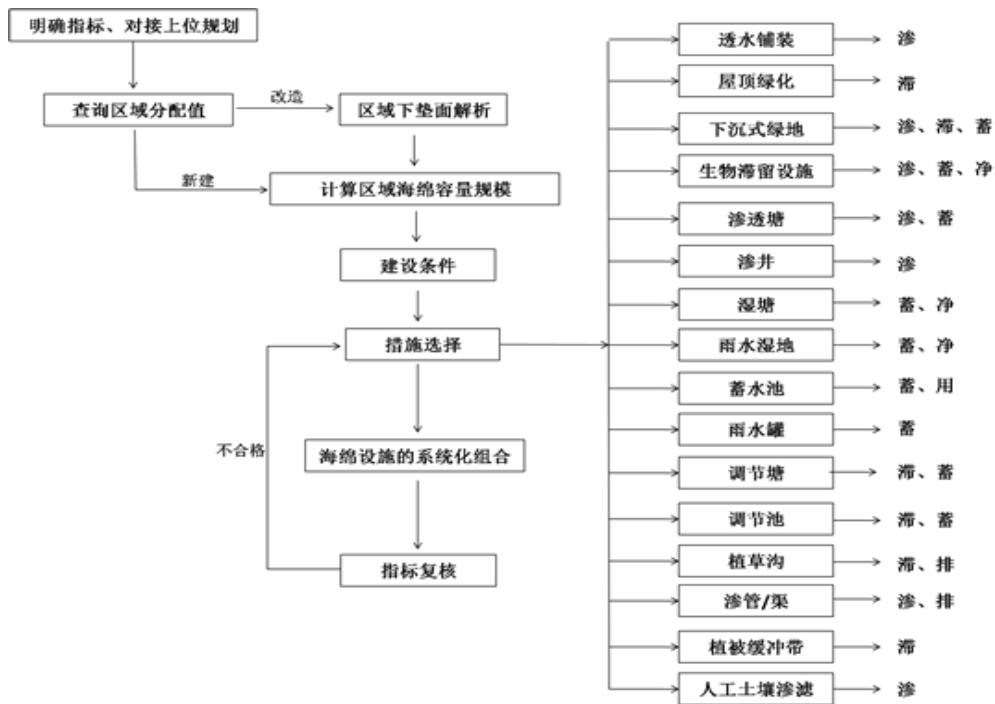 明确指标、对接上位规划
查询区域分配值
改造
区域下垫面解析
新建
计算区域海绵容量规模
建设条件
措施选择
不合格
海绵设施的系统化组合
指标复核
透水铺装
渗
屋顶绿化
滞
下沉式绿地
渗、滞、蓄
生物滞留设施
渗、蓄、净
渗透塘
渗、蓄
渗井
渗
湿塘
蓄、净
雨水湿地
蓄、净
蓄水池
蓄、用
雨水罐
蓄
调节塘
滞、蓄
调节池
滞、蓄
植草沟
滞、排
渗管/渠
渗、排
植被缓冲带
滞
人工土壤渗滤
渗